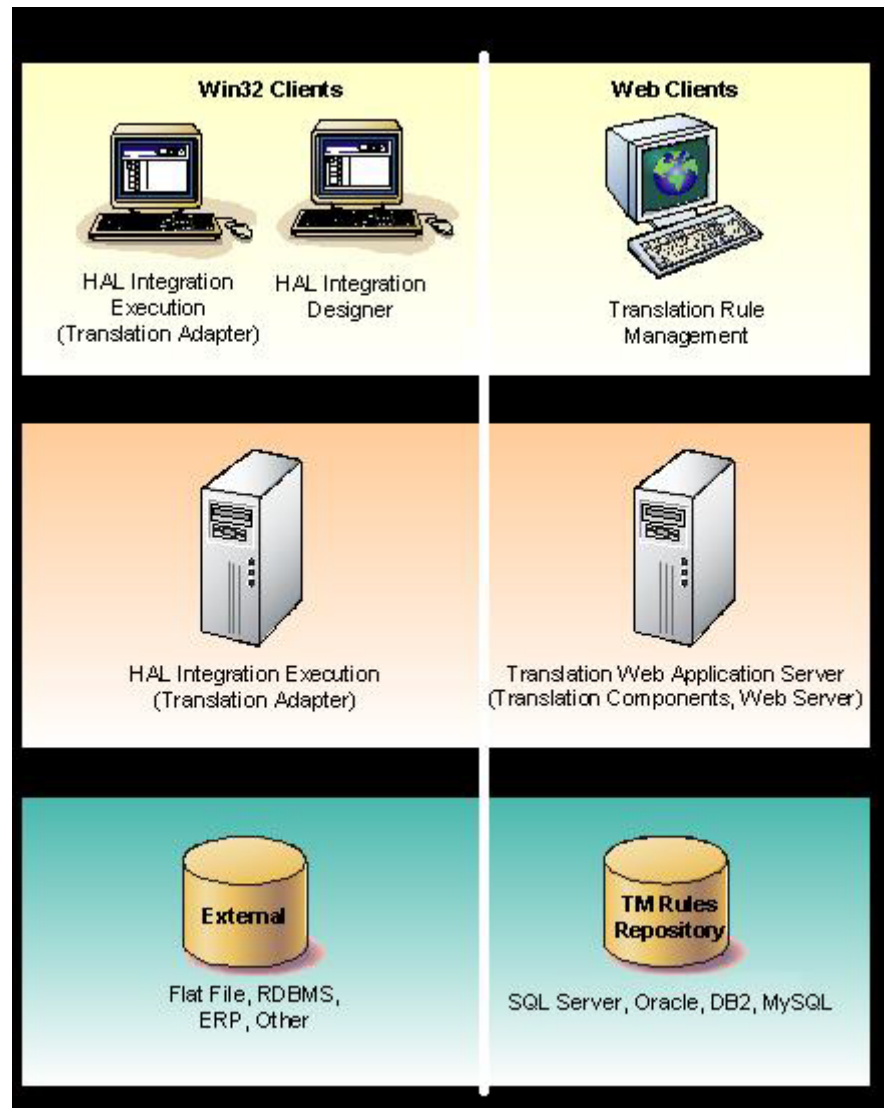 Win32 Clients
HAL Integration
Execution
(Translation Adapter)
HAL Integration
Designer
Web Clients
Translation Rule
Management
HAL Integration Execution
(Translation Adapter)
Translation Web Application Server
(Translation Components, Web Server)
External
Flat File, RDBMS,
ERP, Other
TM Rules
Repository
SQL Server, Oracle, DB2, MySQL